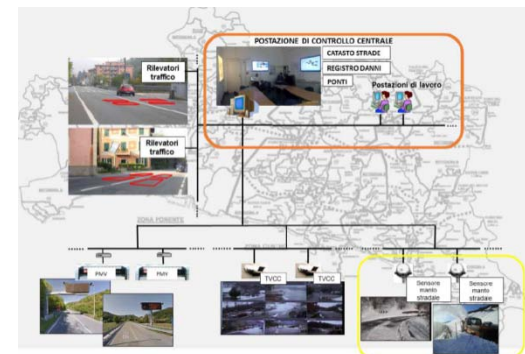 POSTAZIONE DI CONTROLLO CENTRALE
CATASTO STRADE
REGISTRO DANNI
PONTI
Postazioni di lavoro
Rilevatori
traffico
Rilevatori
traffico
ZONA PONENTE
PMV
PMV
TVCC
TVCC
Sensore
manto
stradale
Sensore
manto
stradale